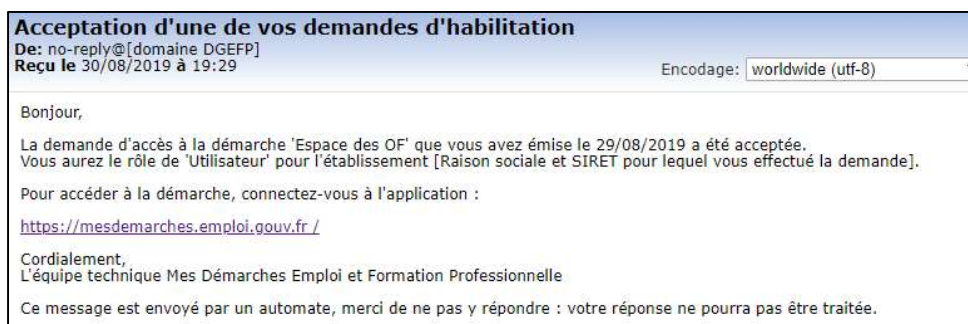 Acceptation d'une de vos demandes d'habilitation
De: no-reply@[domaine DGEFP]
Reçu le 30/08/2019 à 19:29
Encodage: worldwide (utf-8)
Bonjour,
La demande d'accès à la démarche 'Espace des OF' que vous avez émise le 29/08/2019 a été acceptée.
Vous aurez le rôle de 'Utilisateur' pour l'établissement [Raison sociale et SIRET pour lequel vous effectué la demande].
Pour accéder à la démarche, connectez-vous à l'application :
https://mesdemarches.emploi.gouv.fr /
Cordialement,
L'équipe technique Mes Démarches Emploi et Formation Professionnelle
Ce message est envoyé par un automate, merci de ne pas y répondre : votre réponse ne pourra pas être traitée.